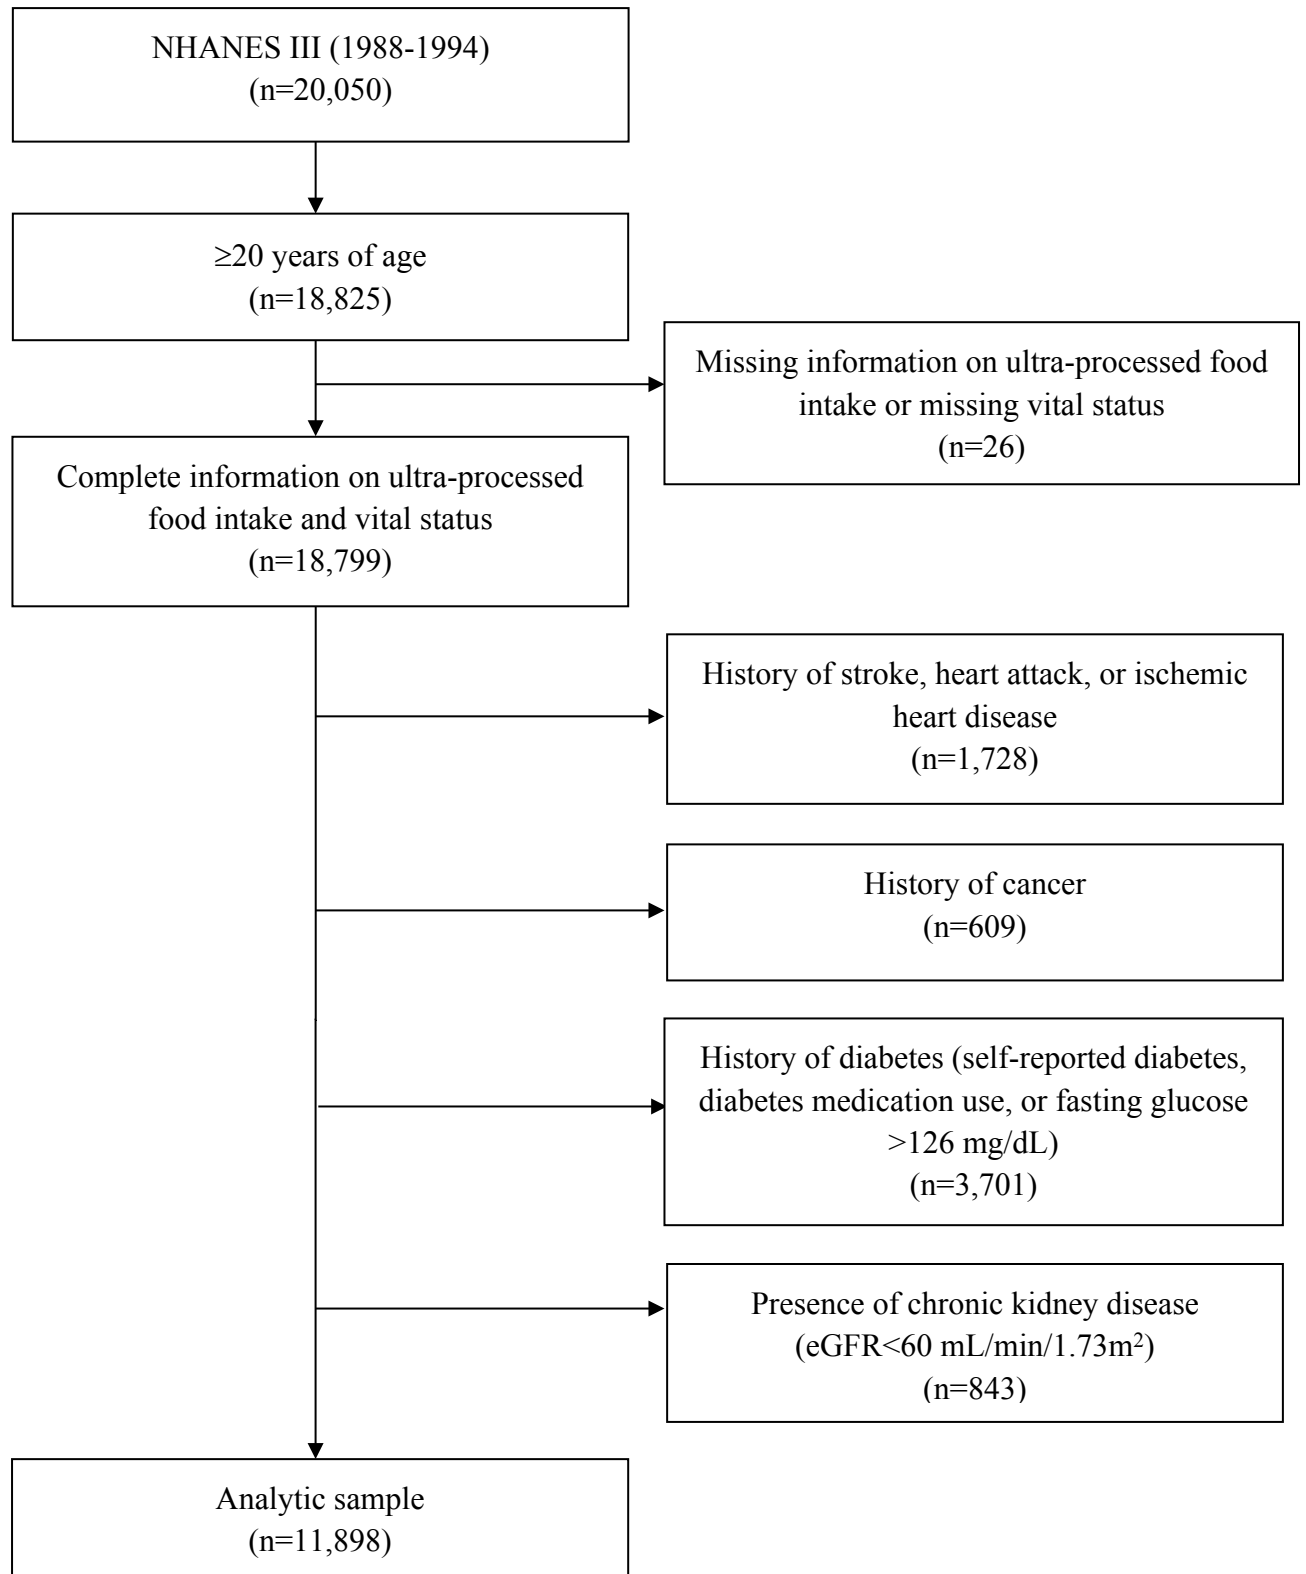 NHANES III (1988-1994)
(n=20,050)
≥20 years of age
(n=18,825)
Missing information on ultra-processed food
intake or missing vital status
(n=26)
Complete information on ultra-processed
food intake and vital status
(n=18,799)
History of stroke, heart attack, or ischemic
heart disease
(n=1,728)
History of cancer
(n=609)
History of diabetes (self-reported diabetes,
diabetes medication use, or fasting glucose
>126 mg/dL)
(n=3,701)
Presence of chronic kidney disease
(eGFR<60 mL/min/1.73m²)
(n=843)
Analytic sample
(n=11,898)